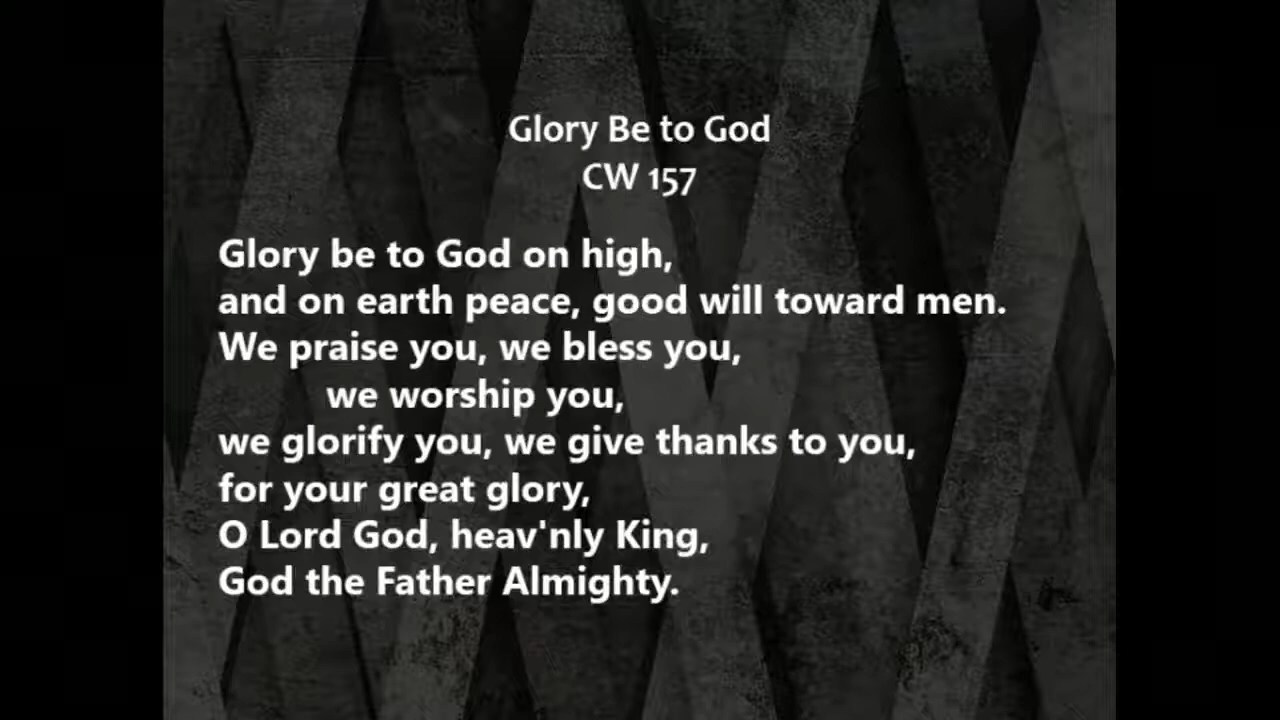 Glory Be to God
CW 157
Glory be to God on high,
and on earth peace, good will toward men.
We praise you, we bless you,
we worship you,
we glorify you, we give thanks to you,
for your great glory,
O Lord God, heav'nly King,
God the Father Almighty.